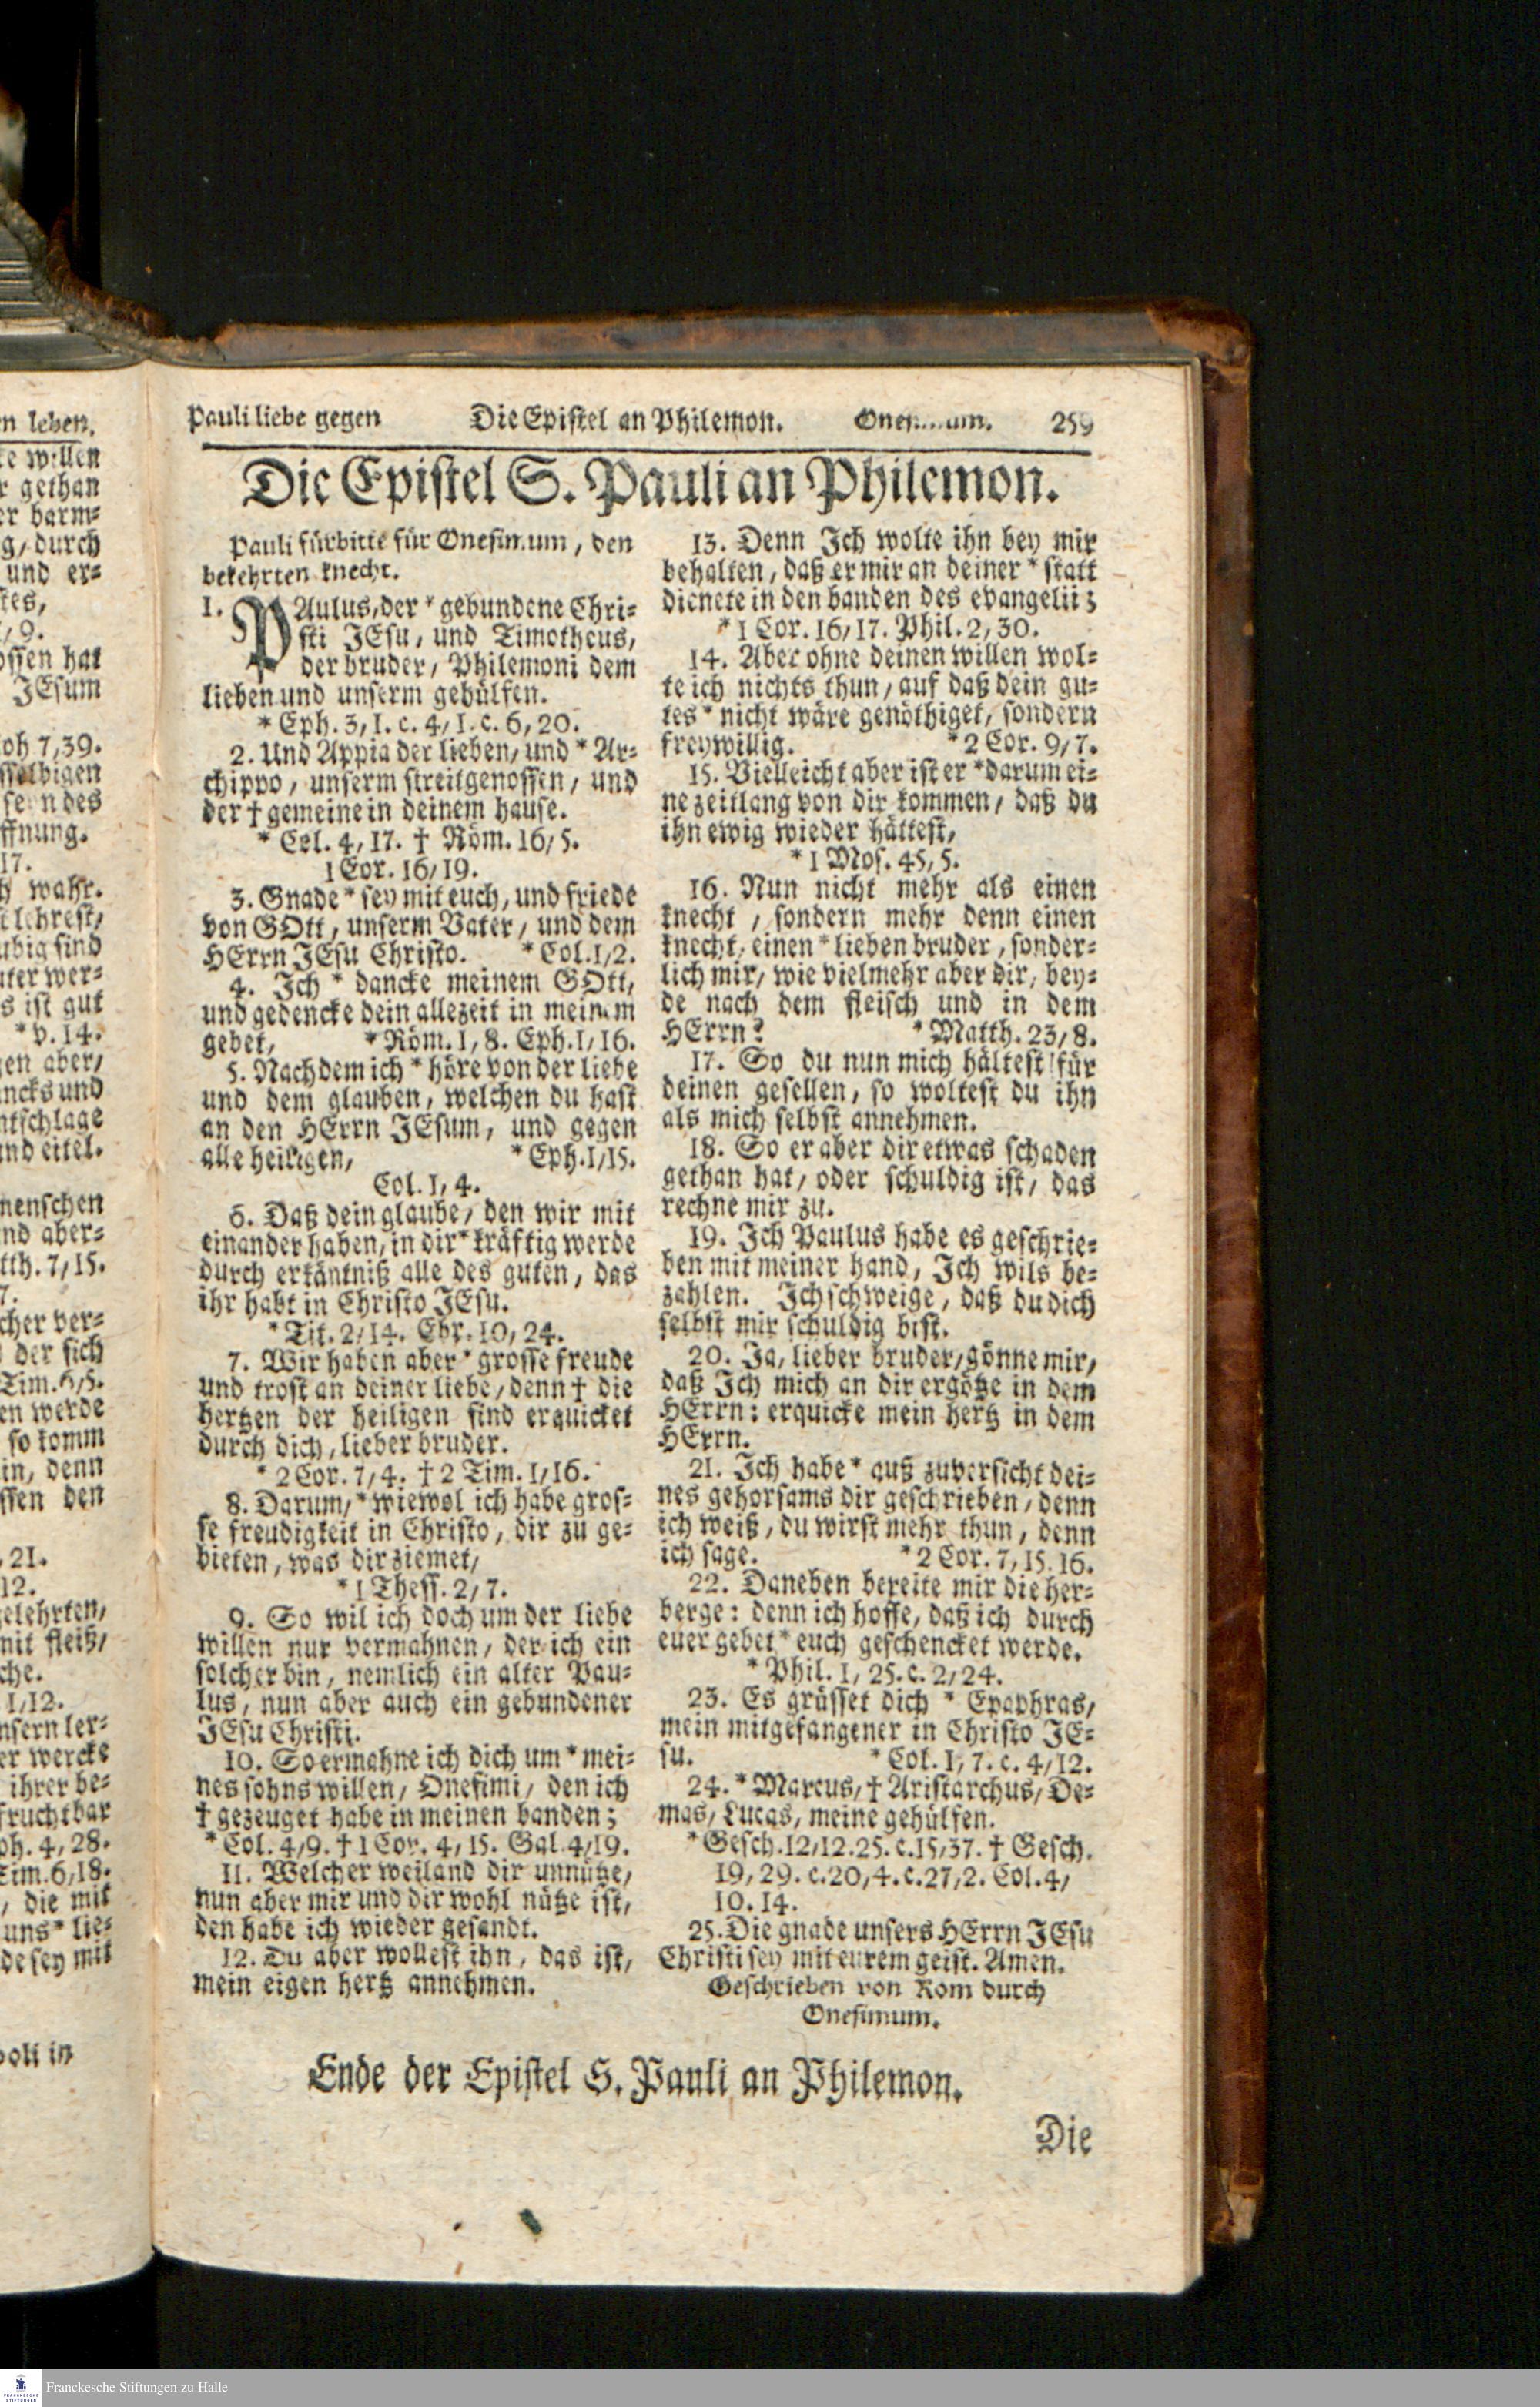 Pauli liebe gegen Die Epistel an Philemon. 259
Die Epistel S. Pauli an Philemon.
Pauli fürbitte für Onesimum, den
bekehrten knecht.
1. PAulus, der * gebundene Chri-
sti JEsu, und Timotheus,
der bruder, Philemoni dem
lieben und unserm gehülfen.
* Eph. 3, 1. c. 4, 1. c. 6, 20.
2. Und Appia der lieben, und * Ar-
chippo, unserm streitgenossen, und
der † gemeine in deinem hause.
* Col. 4, 17. † Röm. 16, 5.
1 Cor. 16, 19.
3. Gnade * sey mit euch, und friede
von GOtt, unserm Vater, und dem
HErrn JEsu Christo. * Col. 1, 2.
4. Ich * dancke meinem GOtt,
und gedencke dein allezeit in meinem
gebet, * Röm. 1, 8. Eph. 1, 16.
5. Nachdem ich * höre von der liebe
und dem glauben, welchen du hast
an den HErrn JEsum, und gegen
alle heiligen, * Eph. 1, 15.
Col. 1, 4.
6. Daß dein glaube, den wir mit
einander haben, in dir * kräftig werde
durch erkäntniß alle des guten, das
ihr habt in Christo JEsu.
* Tit. 2, 14. Ebr. 10, 24.
7. Wir haben aber * grosse freude
und trost an deiner liebe, denn † die
hertzen der heiligen sind erquicket
durch dich, lieber bruder.
* 2 Cor. 7, 4. † 2 Tim. 1, 16.
8. Darum, * wiewol ich habe gros-
se freudigkeit in Christo, dir zu ge-
bieten, was dir ziemet,
* 1 Thess. 2, 7.
9. So wil ich doch um der liebe
willen nur vermahnen, der ich ein
solcher bin, nemlich ein alter Pau-
lus, nun aber auch ein gebundener
JEsu Christi.
10. So ermahne ich dich um * mei-
nes sohns willen, Onesimi, den ich
† gezeuget habe in meinen banden;
* Col. 4, 9. † 1 Cor. 4, 15. Gal. 4, 19.
11. Welcher weiland dir unnütze,
nun aber mir und dir wohl nütze ist,
den habe ich wieder gesandt.
12. Du aber wollest ihn, das ist,
mein eigen hertz annehmen.
13. Denn Ich wolte ihn bey mir
behalten, daß er mir an deiner * statt
dienete in den banden des evangelii;
* 1 Cor. 16, 17. Phil. 2, 30.
14. Aber ohne deinen willen wol-
te ich nichts thun, auf daß dein gu-
tes * nicht wäre genöthiget, sondern
freywillig. * 2 Cor. 9, 7.
15. Vielleicht aber ist er * darum ei-
ne zeitlang von dir kommen, daß du
ihn ewig wieder hättest,
* 1 Mos. 45, 5.
16. Nun nicht mehr als einen
knecht, sondern mehr denn einen
knecht, einen * lieben bruder, sonder-
lich mir, wie vielmehr aber dir, bey-
de nach dem fleisch und in dem
HErrn? * Matth. 23, 8.
17. So du nun mich hältest für
deinen gesellen, so woltest du ihn
als mich selbst annehmen.
18. So er aber dir etwas schaden
gethan hat, oder schuldig ist, das
rechne mir zu.
19. Ich Paulus habe es geschrie-
ben mit meiner hand, Ich wils be-
zahlen. Ich schweige, daß du dich
selbst mir schuldig bist.
20. Ja, lieber bruder, gönne mir,
daß Ich mich an dir ergötze in dem
HErrn: erquicke mein hertz in dem
HErrn.
21. Ich habe * auß zuversicht dei-
nes gehorsams dir geschrieben, denn
ich weiß, du wirst mehr thun, denn
ich sage. * 2 Cor. 7, 15. 16.
22. Daneben bereite mir die her-
berge: denn ich hoffe, daß ich durch
euer gebet * euch geschencket werde.
* Phil. 1, 25. c. 2, 24.
23. Es grüsset dich * Epaphras,
mein mitgefangener in Christo JE-
su. * Col. 1, 7. c. 4, 12.
24. * Marcus, † Aristarchus, De-
mas, Lucas, meine gehülfen.
* Gesch. 12, 12. 25. c. 15, 37. † Gesch.
19, 29. c. 20, 4. c. 27, 2. Col. 4,
10. 14.
25. Die gnade unsers HErrn JEsu
Christi sey mit eurem geist. Amen.
Geschrieben von Rom durch
Onesimum.
Ende der Epistel S. Pauli an Philemon.
Die
Franckesche Stiftungen zu Halle